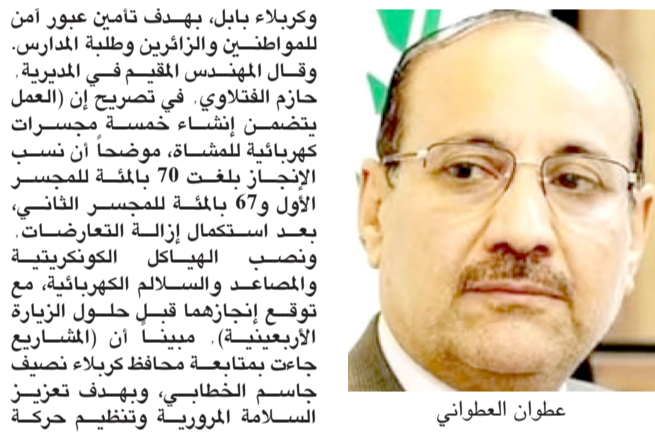 وكربلاء بابل، بهدف تأمين عبور آمن
للمواطنين والزائرين وطلبة المدارس.
وقال المهندس المقيم في المديرية.
حازم الفتلاوي. في تصريح إن (العمل
يتضمن إنشاء خمسة مجسرات
كهربائية للمشاة، موضحاً أن نسب
الإنجاز بلغت 70 بالمئة للمجسر
الأول و67 بالمئة للمجسر الثاني،
بعد استكمال إزالة التعارضات.
ونصب الهياكل الكونكريتية
والمصاعد والسلالم الكهربائية، مع
توقع إنجازهما قبل حلول الزيارة
الأربعينية). مبيناً أن (المشاريع
جاءت بمتابعة محافظ كربلاء نصيف
جاسم الخطابي، وبهدف تعزيز
السلامة المرورية وتنظيم حركة
عطوان العطواني